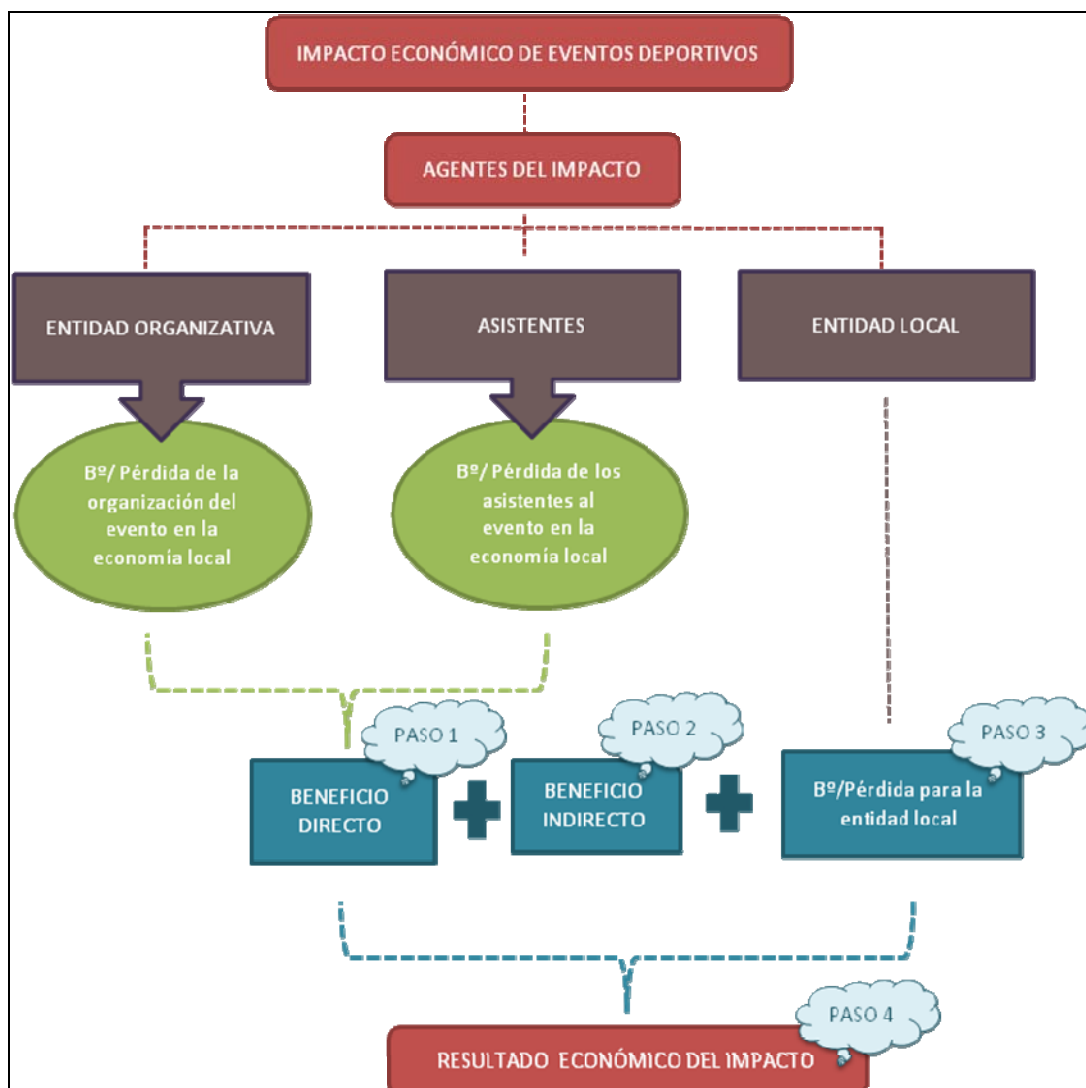 IMPACTO ECONÓMICO DE EVENTOS DEPORTIVOS
AGENTES DEL IMPACTO
ENTIDAD ORGANIZATIVA
ASISTENTES
ENTIDAD LOCAL
Bº/ Pérdida de la
organización del
evento en la
economía local
Bº/ Pérdida de los
asistentes al
evento en la
economía local
PASO 1
BENEFICIO
DIRECTO
PASO 2
BENEFICIO
INDIRECTO
PASO 3
Bº/Pérdida para la
entidad local
PASO 4
RESULTADO ECONÓMICO DEL IMPACTO